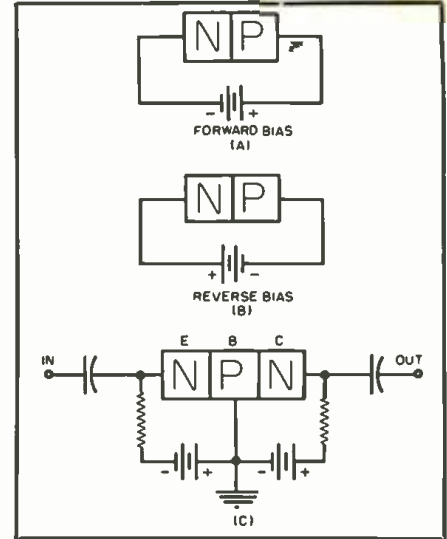 N P
- +
FORWARD BIAS
(A)
N P
+ -
REVERSE BIAS
(B)
E B C
IN N P N OUT
- + - +
(C)